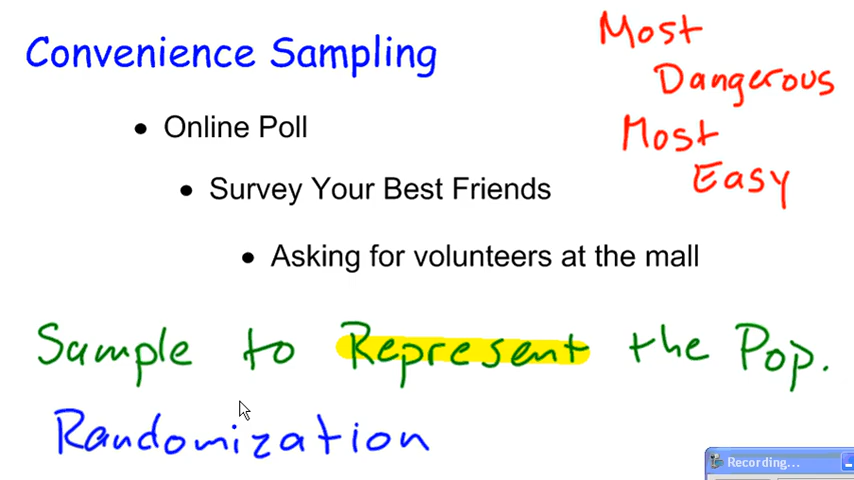 Convenience Sampling
Most
Dangerous
Most
Easy
• Online Poll
• Survey Your Best Friends
• Asking for volunteers at the mall
Sample to Represent the Pop.
Randomization
Recording...